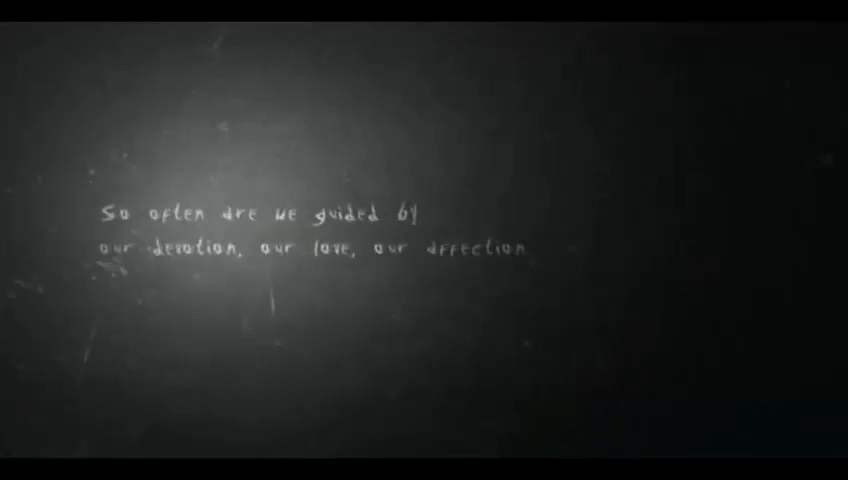 So often are we guided by
our devotion, our love, our affection